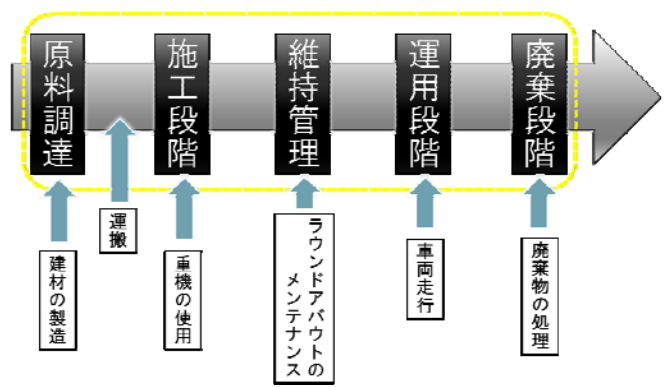 原料調達
施工段階
維持管理
運用段階
廃棄段階
建材の製造
運搬
重機の使用
ラウンドアバウトの
メンテナンス
車両走行
廃棄物の処理